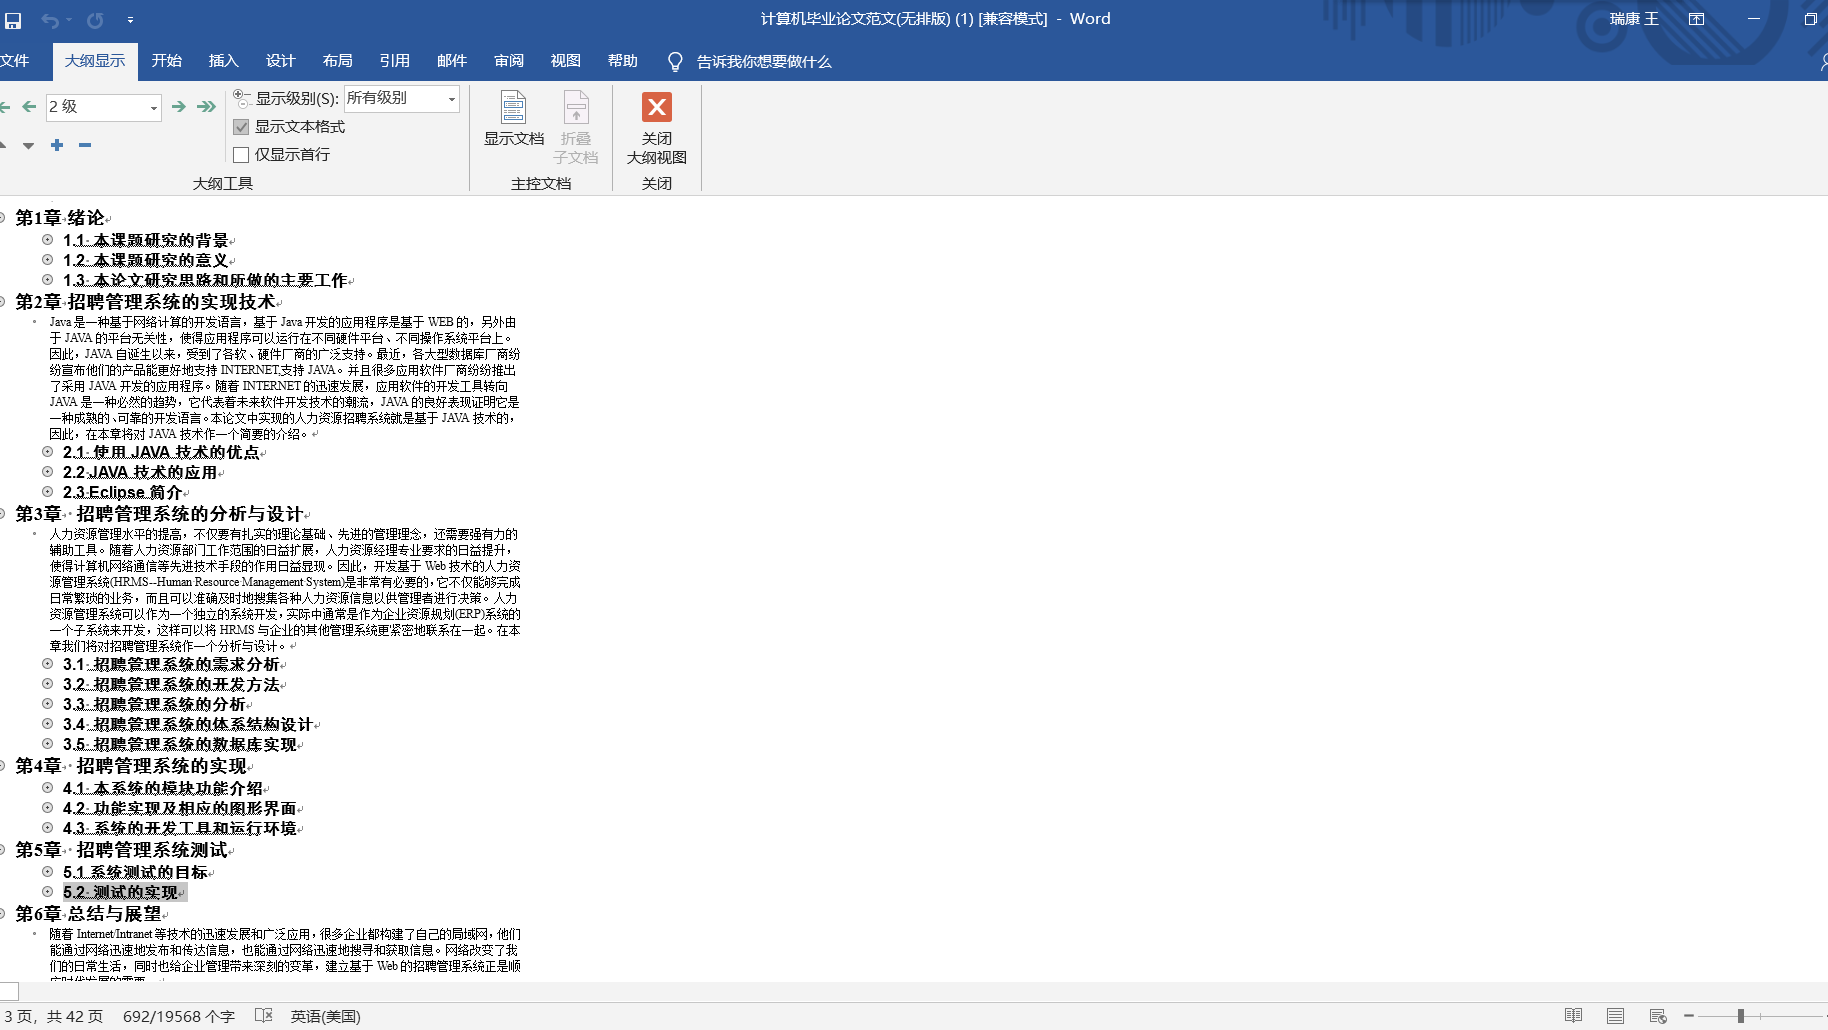 计算机毕业论文范文(无排版) (1) [兼容模式] - Word
瑞康 王
文件 大纲显示 开始 插入 设计 布局 引用 邮件 审阅 视图 帮助 告诉我你想要做什么
2 级
显示级别(S): 所有级别
显示文本格式
仅显示首行
大纲工具
显示文档
折叠
子文档
主控文档
关闭
大纲视图
关闭
第1章 绪论
1.1 本课题研究的背景
1.2 本课题研究的意义
1.3 本论文研究思路和所做的主要工作
第2章 招聘管理系统的实现技术
Java 是一种基于网络计算的开发语言，基于 Java 开发的应用程序是基于 WEB 的，另外由
于 JAVA 的平台无关性，使得应用程序可以运行在不同硬件平台、不同操作系统平台上。
因此，JAVA 自诞生以来，受到了各软、硬件厂商的广泛支持。最近，各大型数据库厂商纷
纷宣布他们的产品能更好地支持 INTERNET,支持 JAVA。并且很多应用软件厂商纷纷推出
了采用 JAVA 开发的应用程序。随着 INTERNET 的迅速发展，应用软件的开发工具转向
JAVA 是一种必然的趋势，它代表着未来软件开发技术的潮流，JAVA 的良好表现证明它是
一种成熟的、可靠的开发语言。本论文中实现的人力资源招聘系统就是基于 JAVA 技术的，
因此，在本章将对 JAVA 技术作一个简要的介绍。
2.1 使用 JAVA 技术的优点
2.2 JAVA 技术的应用
2.3 Eclipse 简介
第3章 招聘管理系统的分析与设计
人力资源管理水平的提高，不仅要有扎实的理论基础、先进的管理理念，还需要强有力的
辅助工具。随着人力资源部门工作范围的日益扩展，人力资源经理专业要求的日益提升，
使得计算机网络通信等先进技术手段的作用日益显现。因此，开发基于 Web 技术的人力资
源管理系统(HRMS--Human Resource Management System)是非常有必要的，它不仅能够完成
日常繁琐的业务，而且可以准确及时地搜集各种人力资源信息以供管理者进行决策。人力
资源管理系统可以作为一个独立的系统开发，实际中通常是作为企业资源规划(ERP)系统的
一个子系统来开发，这样可以将 HRMS 与企业的其他管理系统更紧密地联系在一起。在本
章我们将对招聘管理系统作一个分析与设计。
3.1 招聘管理系统的需求分析
3.2 招聘管理系统的开发方法
3.3 招聘管理系统的分析
3.4 招聘管理系统的体系结构设计
3.5 招聘管理系统的数据库实现
第4章 招聘管理系统的实现
4.1 本系统的模块功能介绍
4.2 功能实现及相应的图形界面
4.3 系统的开发工具和运行环境
第5章 招聘管理系统测试
5.1 系统测试的目标
5.2 测试的实现
第6章 总结与展望
随着 Internet/Intranet 等技术的迅速发展和广泛应用，很多企业都构建了自己的局域网，他们
能通过网络迅速地发布和传达信息，也能通过网络迅速地搜寻和获取信息。网络改变了我
们的日常生活，同时也给企业管理带来深刻的变革，建立基于 Web 的招聘管理系统正是顺
应时代发展的需要。
3 页，共 42 页 692/19568 个字 英语(美国)